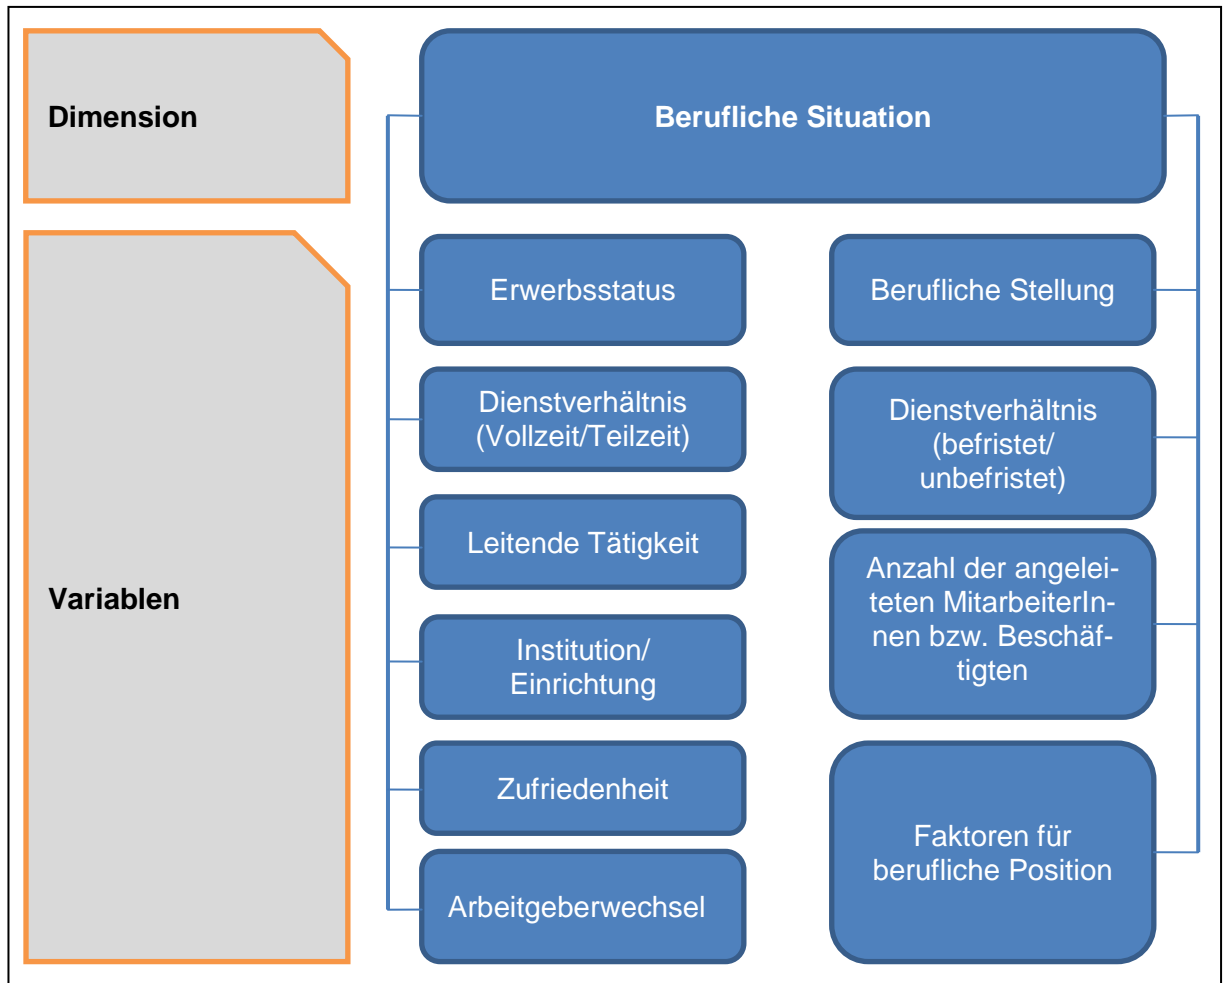 Dimension
Berufliche Situation
Variablen
Erwerbsstatus
Dienstverhältnis
(Vollzeit/Teilzeit)
Leitende Tätigkeit
Institution/
Einrichtung
Zufriedenheit
Arbeitgeberwechsel
Berufliche Stellung
Dienstverhältnis
(befristet/
unbefristet)
Anzahl der angelei-
teten MitarbeiterIn-
nen bzw. Beschäf-
tigten
Faktoren für
berufliche Position